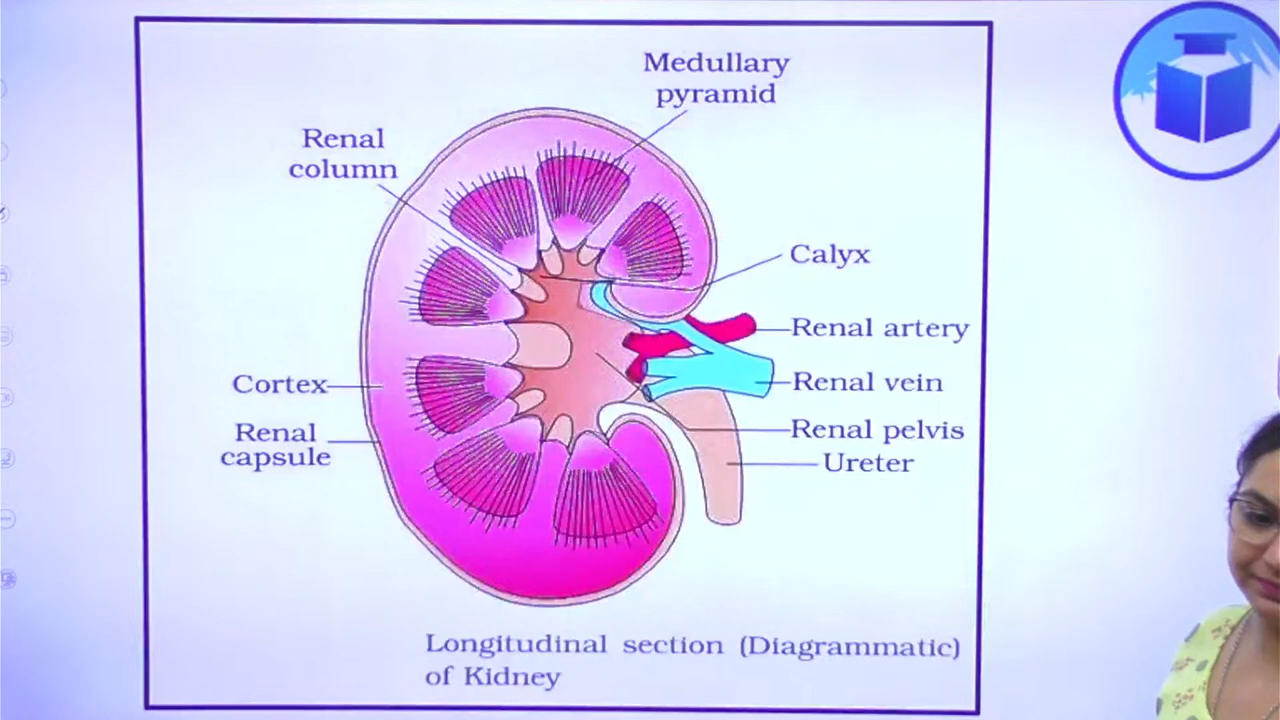 Medullary
pyramid
Renal
column
Calyx
Renal artery
Cortex
Renal vein
Renal
capsule
Renal pelvis
Ureter
Longitudinal section (Diagrammatic)
of Kidney